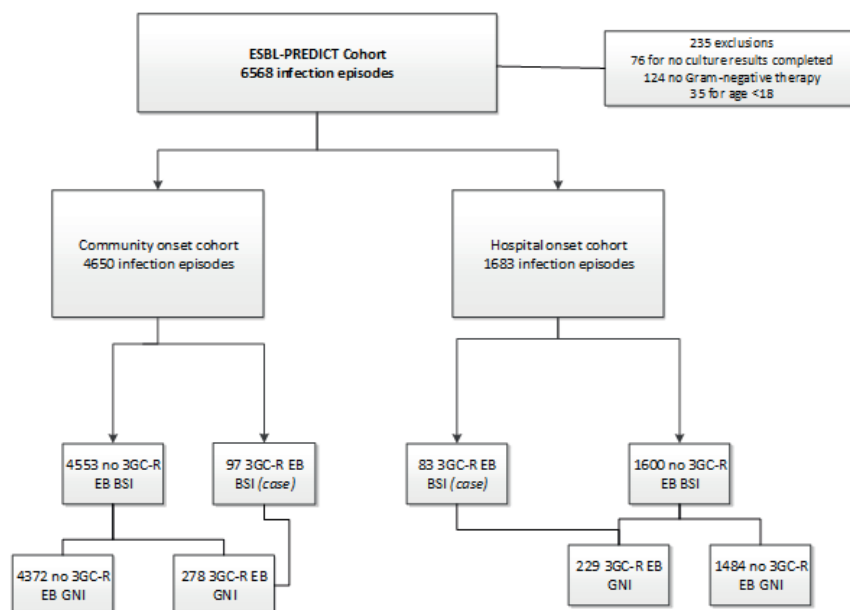 ESBL-PREDICT Cohort
6568 infection episodes
235 exclusions
76 for no culture results completed
124 no Gram-negative therapy
35 for age <18
Community onset cohort
4650 infection episodes
Hospital onset cohort
1683 infection episodes
4553 no 3GC-R
EB BSI
97 3GC-R EB
BSI (case)
83 3GC-R EB
BSI (case)
1600 no 3GC-R
EB BSI
4372 no 3GC-R
EB GNI
278 3GC-R EB
GNI
229 3GC-R EB
GNI
1484 no 3GC-R
EB GNI